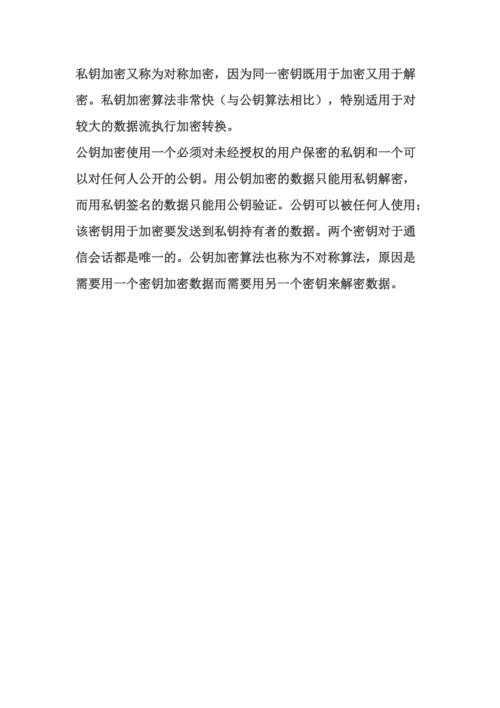 私钥加密又称为对称加密，因为同一密钥既用于加密又用于解
密。私钥加密算法非常快（与公钥算法相比），特别适用于对
较大的数据流执行加密转换。
公钥加密使用一个必须对未经授权的用户保密的私钥和一个可
以对任何人公开的公钥。用公钥加密的数据只能用私钥解密，
而用私钥签名的数据只能用公钥验证。公钥可以被任何人使用；
该密钥用于加密要发送到私钥持有者的数据。两个密钥对于通
信会话都是唯一的。公钥加密算法也称为不对称算法，原因是
需要用一个密钥加密数据而需要用另一个密钥来解密数据。